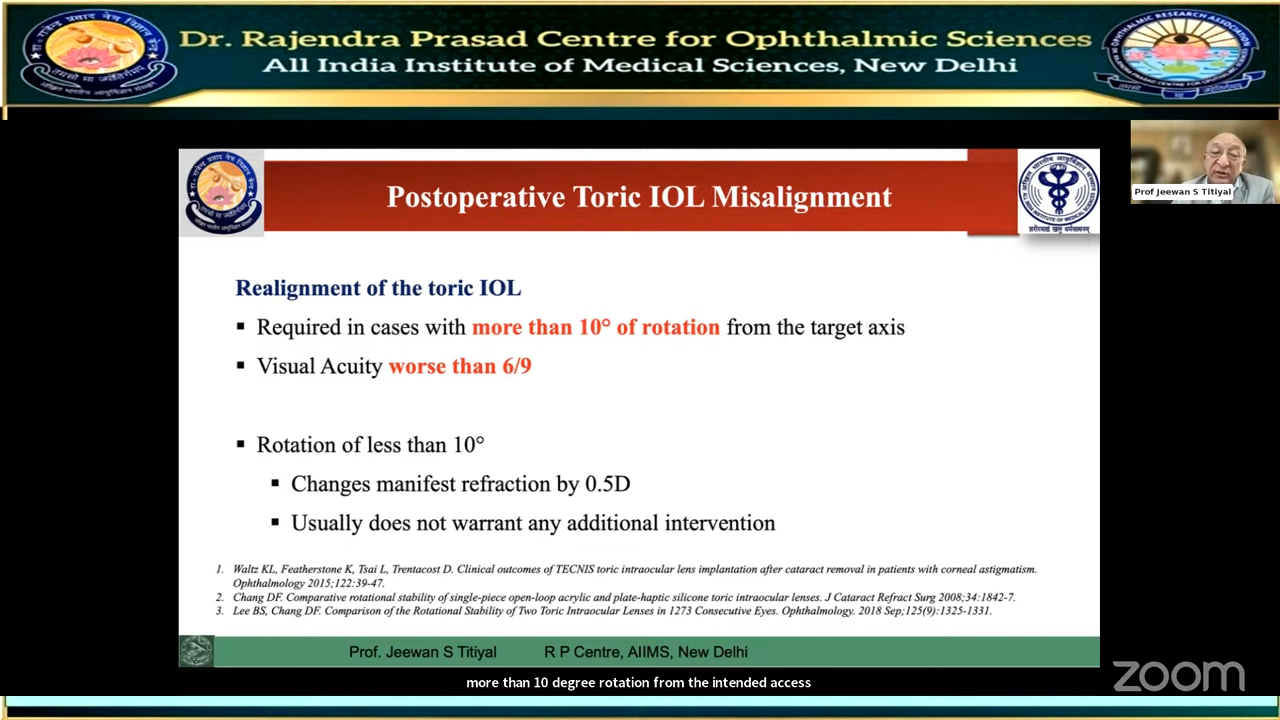 Dr. Rajendra Prasad Centre for Ophthalmic Sciences
All India Institute of Medical Sciences, New Delhi
Prof Jeewan S Titiyal
Postoperative Toric IOL Misalignment
Realignment of the toric IOL
▪ Required in cases with more than 10° of rotation from the target axis
▪ Visual Acuity worse than 6/9
▪ Rotation of less than 10°
▪ Changes manifest refraction by 0.5D
▪ Usually does not warrant any additional intervention
1. Waltz KL, Featherstone K, Tsai L, Trentacost D. Clinical outcomes of TECNIS toric intraocular lens implantation after cataract removal in patients with corneal astigmatism.
Ophthalmology 2015;122:39-47.
2. Chang DF. Comparative rotational stability of single-piece open-loop acrylic and plate-haptic silicone toric intraocular lenses. J Cataract Refract Surg 2008;34:1842-7.
3. Lee BS, Chang DF. Comparison of the Rotational Stability of Two Toric Intraocular Lenses in 1273 Consecutive Eyes. Ophthalmology. 2018 Sep;125(9):1325-1331.
Prof. Jeewan S Titiyal R P Centre, AIIMS, New Delhi
more than 10 degree rotation from the intended access
zoom